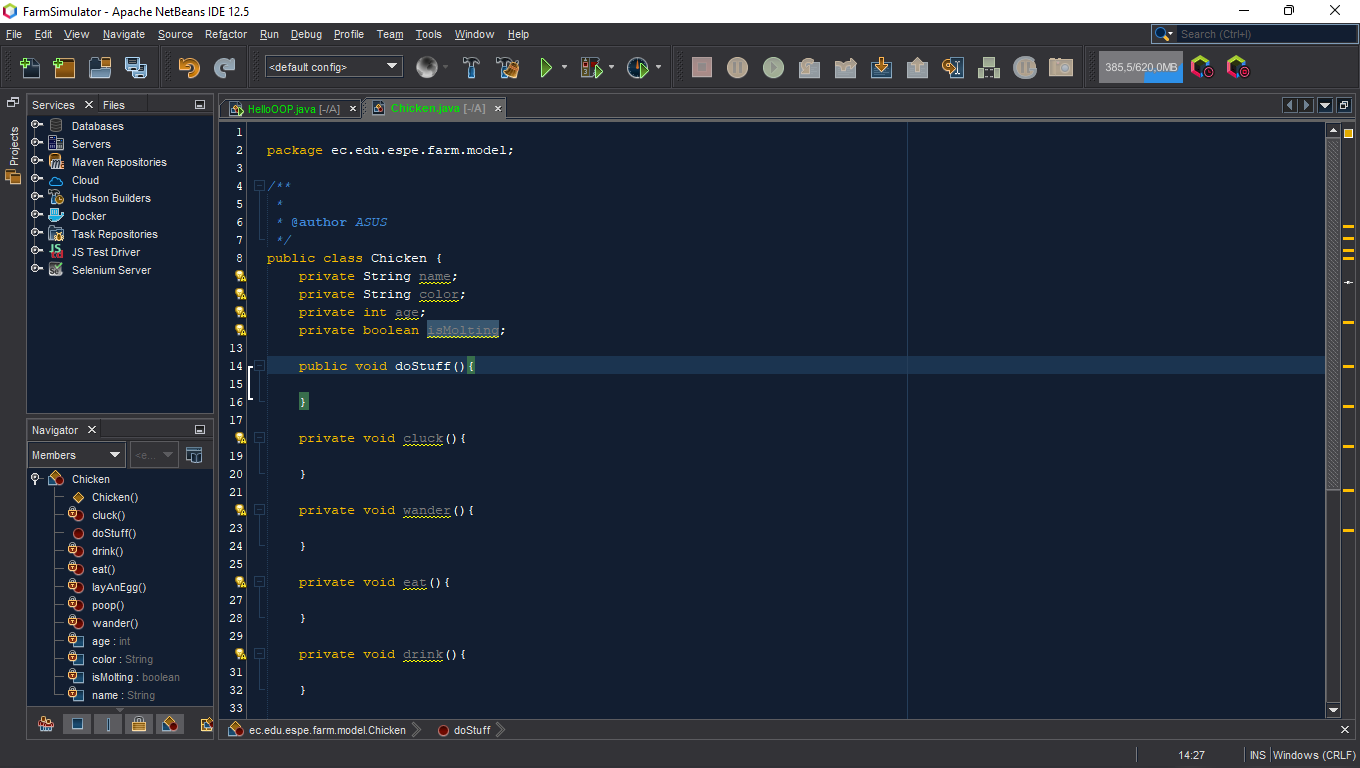 FarmSimulator - Apache NetBeans IDE 12.5
File Edit View Navigate Source Refactor Run Debug Profile Team Tools Window Help
Search (Ctrl+I)
<default config>
385,5/620,0MB
Projects
Services Files
Databases
Servers
Maven Repositories
Cloud
Hudson Builders
Docker
Task Repositories
JS Test Driver
Selenium Server
Navigator
Members <e...
Chicken
Chicken()
cluck()
doStuff()
drink()
eat()
layAnEgg()
poop()
wander()
age : int
color : String
isMolting : boolean
name : String
HelloOOP.java [-/A] Chicken.java [-/A]
1
2 package ec.edu.espe.farm.model;
3
4 /**
5 *
6 * @author ASUS
7 */
8 public class Chicken {
private String name;
private String color;
private int age;
private boolean isMolting;
13
14 public void doStuff(){
15
16 }
17
private void cluck(){
19
20 }
21
private void wander(){
23
24 }
25
private void eat(){
27
28 }
29
private void drink(){
31
32 }
33
ec.edu.espe.farm.model.Chicken doStuff
14:27 INS Windows (CRLF)